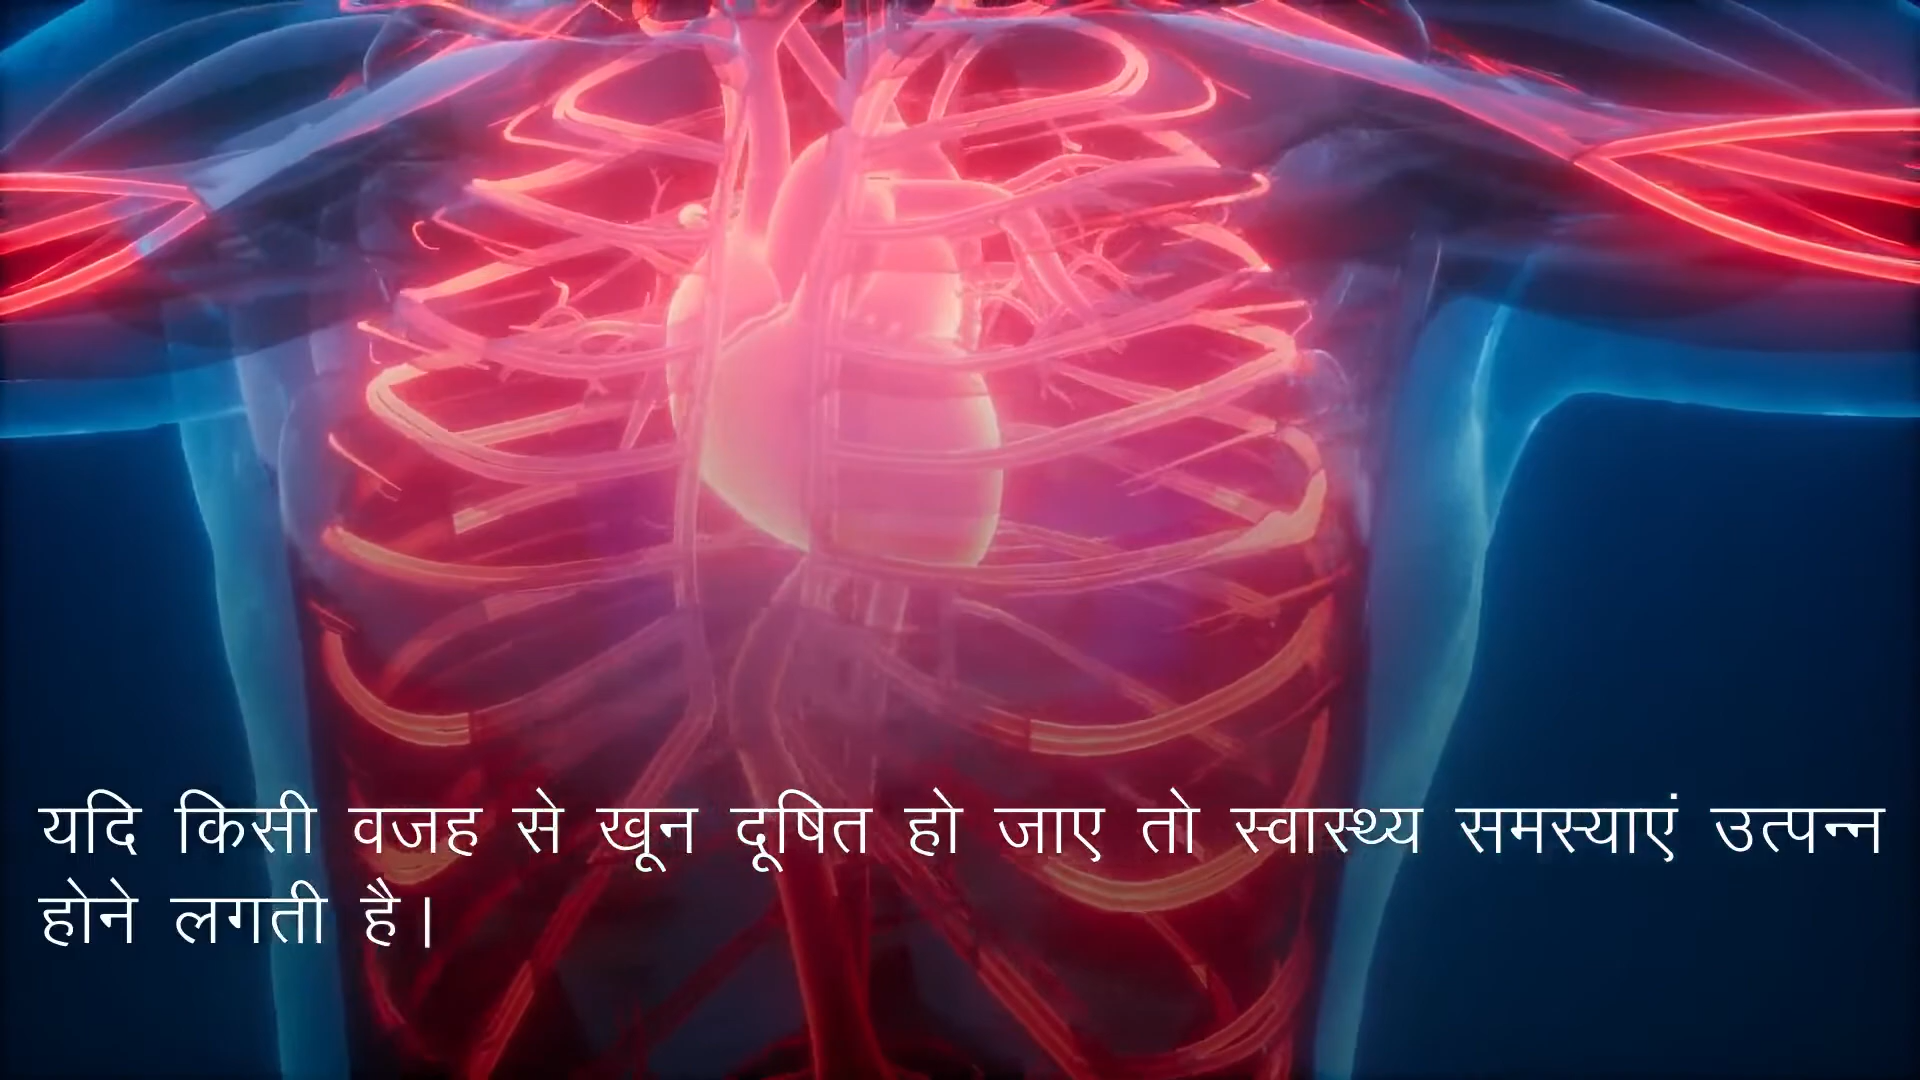 यदि किसी वजह से खून दूषित हो जाए तो स्वास्थ्य समस्याएं उत्पन्न
होने लगती है।